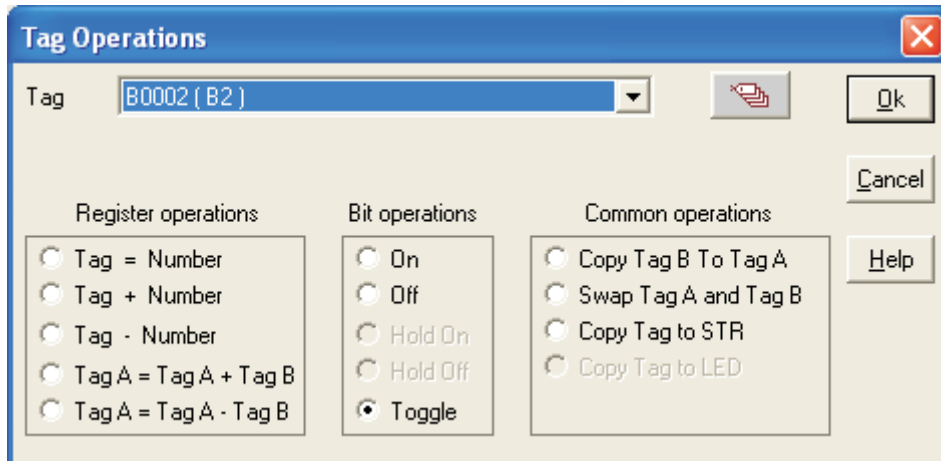 Tag Operations
Tag B0002 ( B2 )
Ok
Cancel
Help
Register operations
Tag = Number
Tag + Number
Tag - Number
Tag A = Tag A + Tag B
Tag A = Tag A - Tag B
Bit operations
On
Off
Hold On
Hold Off
Toggle
Common operations
Copy Tag B To Tag A
Swap Tag A and Tag B
Copy Tag to STR
Copy Tag to LED